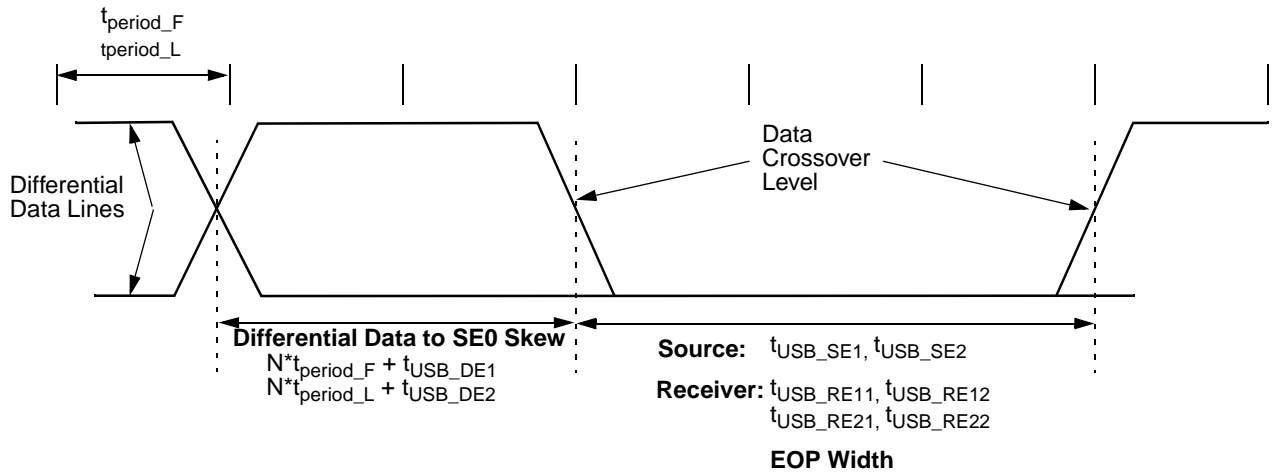 tperiod_F
tperiod_L
Differential
Data Lines
Data
Crossover
Level
Differential Data to SE0 Skew
N*tperiod_F + tUSB_DE1
N*tperiod_L + tUSB_DE2
Source: tUSB_SE1, tUSB_SE2
Receiver: tUSB_RE11, tUSB_RE12
tUSB_RE21, tUSB_RE22
EOP Width